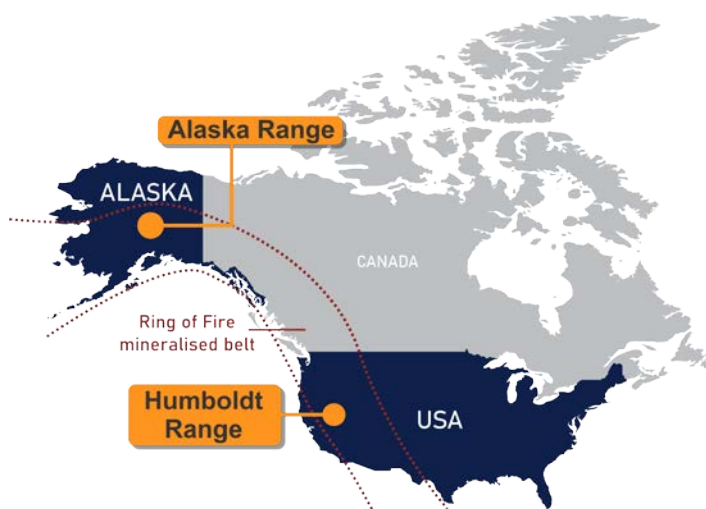 Alaska Range
ALASKA
CANADA
Ring of Fire
mineralised belt
Humboldt
Range
USA